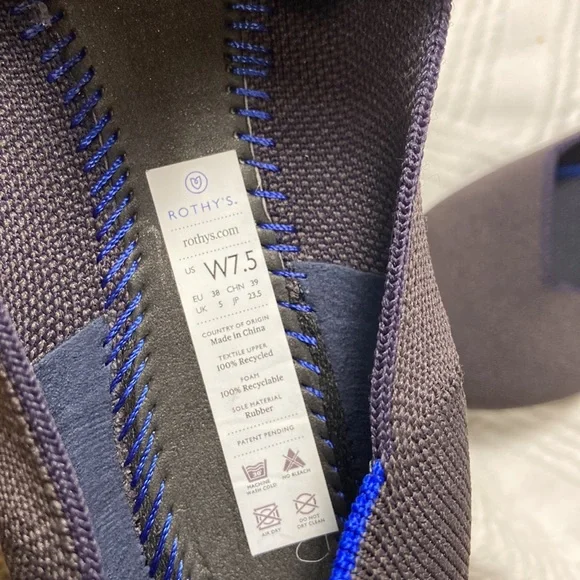 ROTHY'S.
rothys.com
US W7.5
EU 38 CHN 39
UK 5 JP 23.5
COUNTRY OF ORIGIN
Made in China
TEXTILE UPPER
100% Recycled
FOAM
100% Recyclable
SOLE MATERIAL
Rubber
PATENT PENDING
MACHINE WASH COLD
NO BLEACH
AIR DRY
DO NOT DRY CLEAN